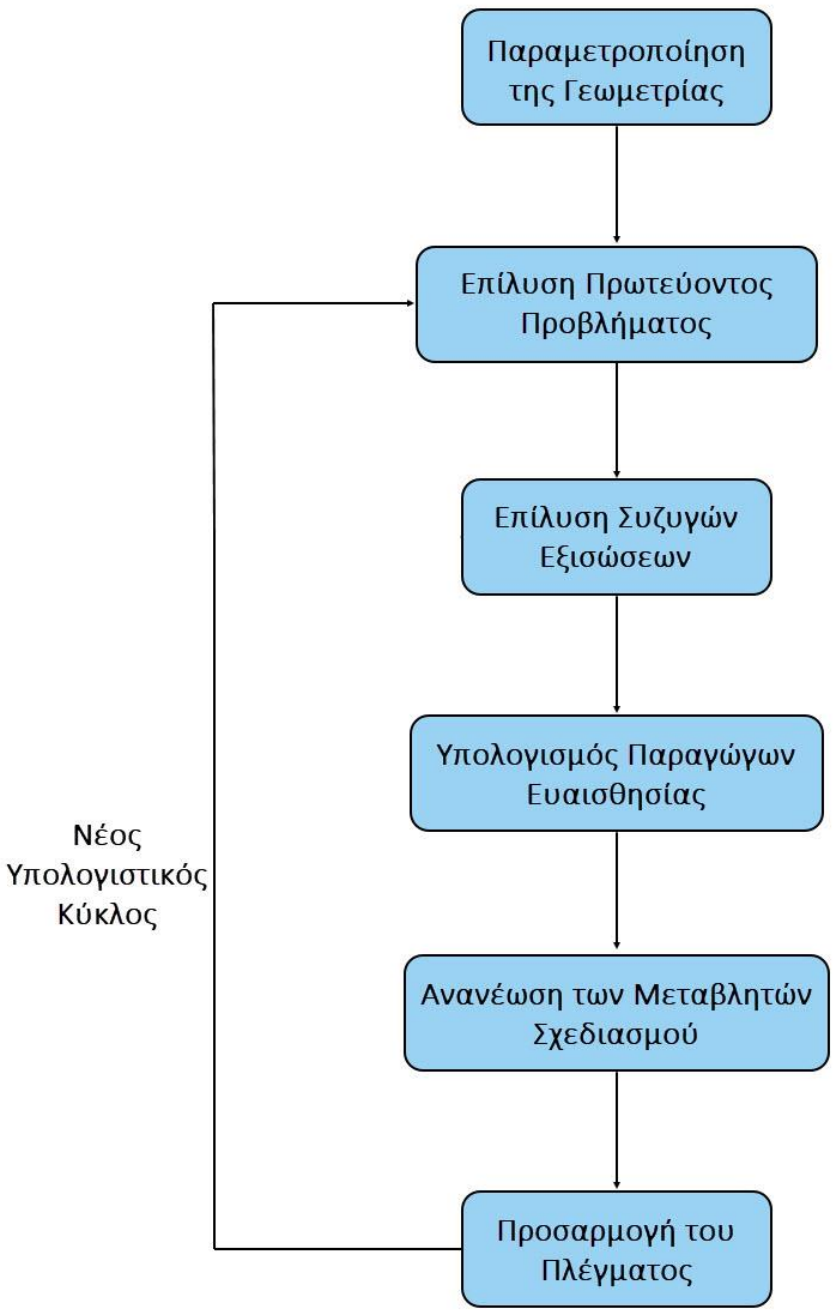 Παραμετροποίηση
της Γεωμετρίας
Επίλυση Πρωτεύοντος
Προβλήματος
Επίλυση Συζυγών
Εξισώσεων
Υπολογισμός Παραγώγων
Ευαισθησίας
Νέος
Υπολογιστικός
Κύκλος
Ανανέωση των Μεταβλητών
Σχεδιασμού
Προσαρμογή του
Πλέγματος